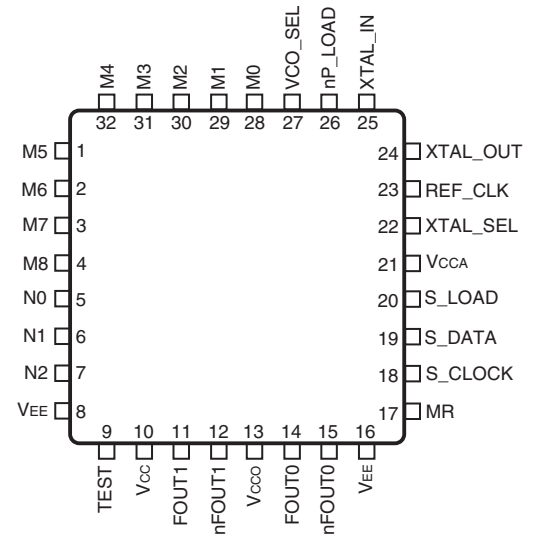 M4 M3 M2 M1 M0 VCO_SEL nP_LOAD XTAL_IN
32 31 30 29 28 27 26 25
M5 1 24 XTAL_OUT
M6 2 23 REF_CLK
M7 3 22 XTAL_SEL
M8 4 21 VCCA
N0 5 20 S_LOAD
N1 6 19 S_DATA
N2 7 18 S_CLOCK
VEE 8 17 MR
9 10 11 12 13 14 15 16
TEST VCC FOUT1 nFOUT1 VCCO FOUT0 nFOUT0 VEE